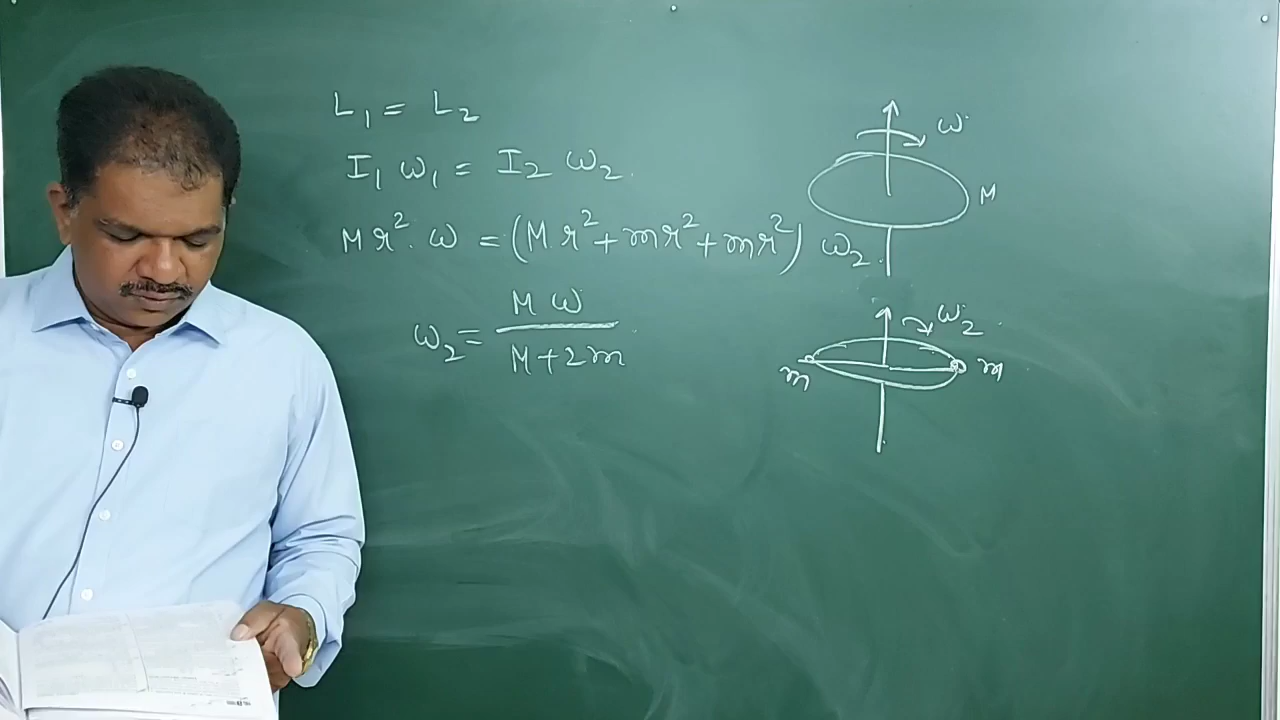 L₁ = L₂
I₁ ω₁ = I₂ ω₂.
Mr². ω = (Mr² + mr² + mr²) ω₂.
ω₂ = Mω / M+2m
ω
M
ω₂
m
m